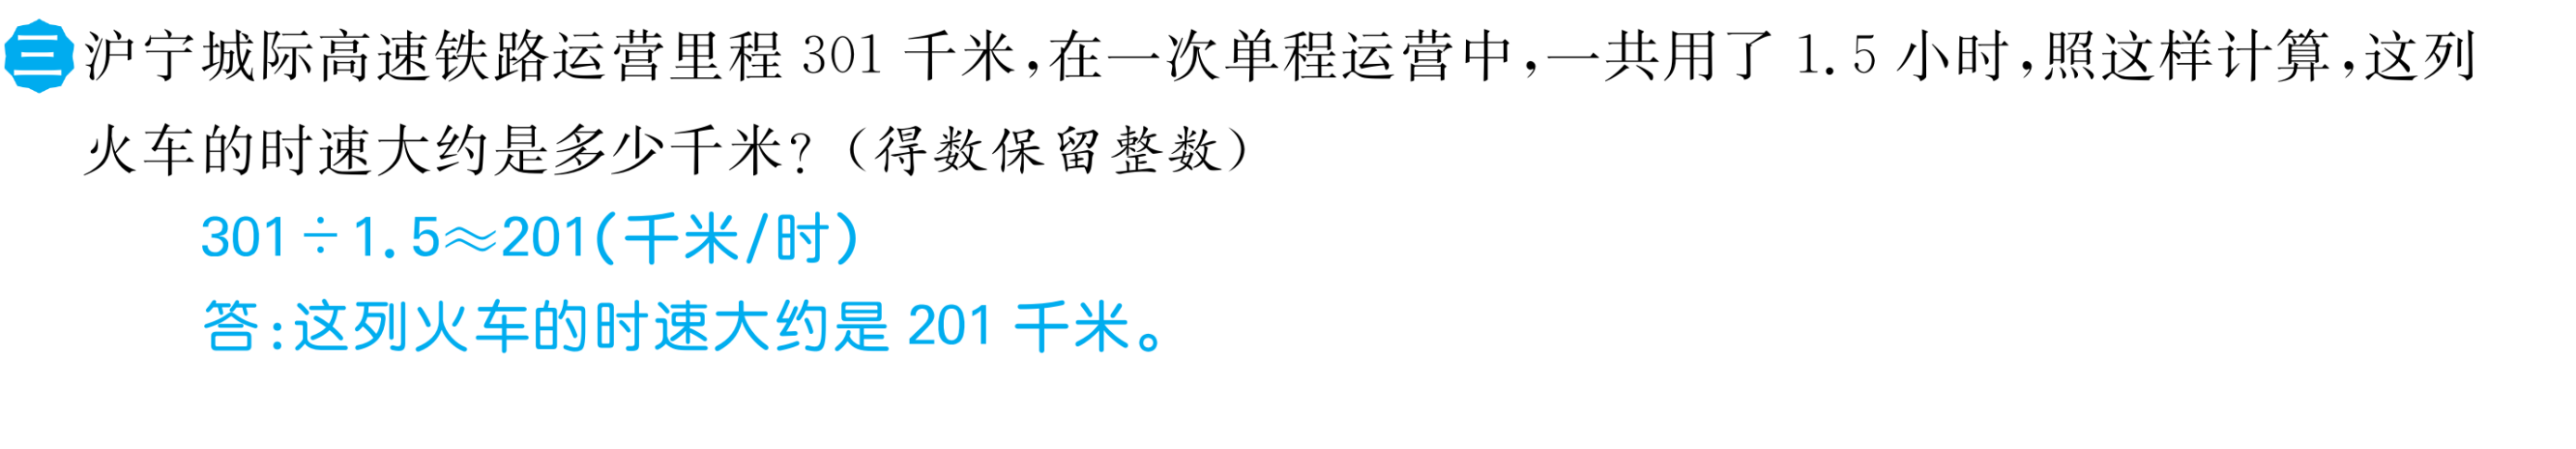 三 沪宁城际高速铁路运营里程 301 千米,在一次单程运营中,一共用了 1.5 小时,照这样计算,这列
火车的时速大约是多少千米?(得数保留整数)
301÷1.5≈201(千米/时)
答:这列火车的时速大约是 201 千米。